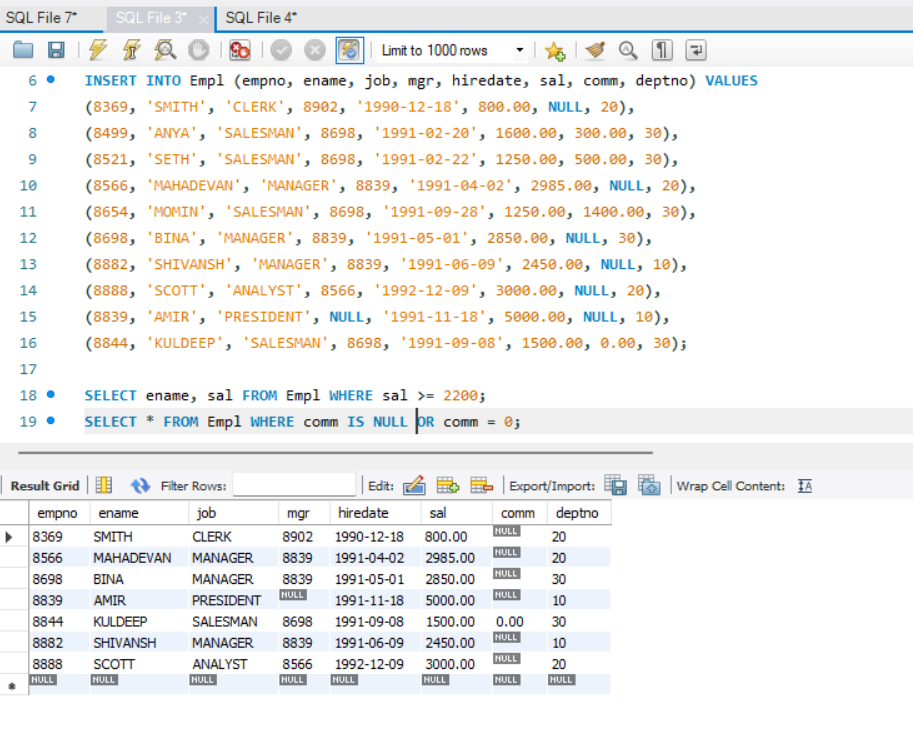 SQL File 7* SQL File 3* × SQL File 4*
Limit to 1000 rows
6 INSERT INTO Empl (empno, ename, job, mgr, hiredate, sal, comm, deptno) VALUES
7 (8369, 'SMITH', 'CLERK', 8902, '1990-12-18', 800.00, NULL, 20),
8 (8499, 'ANYA', 'SALESMAN', 8698, '1991-02-20', 1600.00, 300.00, 30),
9 (8521, 'SETH', 'SALESMAN', 8698, '1991-02-22', 1250.00, 500.00, 30),
10 (8566, 'MAHADEVAN', 'MANAGER', 8839, '1991-04-02', 2985.00, NULL, 20),
11 (8654, 'MOMIN', 'SALESMAN', 8698, '1991-09-28', 1250.00, 1400.00, 30),
12 (8698, 'BINA', 'MANAGER', 8839, '1991-05-01', 2850.00, NULL, 30),
13 (8882, 'SHIVANSH', 'MANAGER', 8839, '1991-06-09', 2450.00, NULL, 10),
14 (8888, 'SCOTT', 'ANALYST', 8566, '1992-12-09', 3000.00, NULL, 20),
15 (8839, 'AMIR', 'PRESIDENT', NULL, '1991-11-18', 5000.00, NULL, 10),
16 (8844, 'KULDEEP', 'SALESMAN', 8698, '1991-09-08', 1500.00, 0.00, 30);
17
18 SELECT ename, sal FROM Empl WHERE sal >= 2200;
19 SELECT * FROM Empl WHERE comm IS NULL OR comm = 0;
Result Grid Filter Rows: Edit: Export/Import: Wrap Cell Content: IA
empno ename job mgr hiredate sal comm deptno
8369 SMITH CLERK 8902 1990-12-18 800.00 NULL 20
8566 MAHADEVAN MANAGER 8839 1991-04-02 2985.00 NULL 20
8698 BINA MANAGER 8839 1991-05-01 2850.00 NULL 30
8839 AMIR PRESIDENT NULL 1991-11-18 5000.00 NULL 10
8844 KULDEEP SALESMAN 8698 1991-09-08 1500.00 0.00 30
8882 SHIVANSH MANAGER 8839 1991-06-09 2450.00 NULL 10
8888 SCOTT ANALYST 8566 1992-12-09 3000.00 NULL 20
NULL NULL NULL NULL NULL NULL NULL NULL